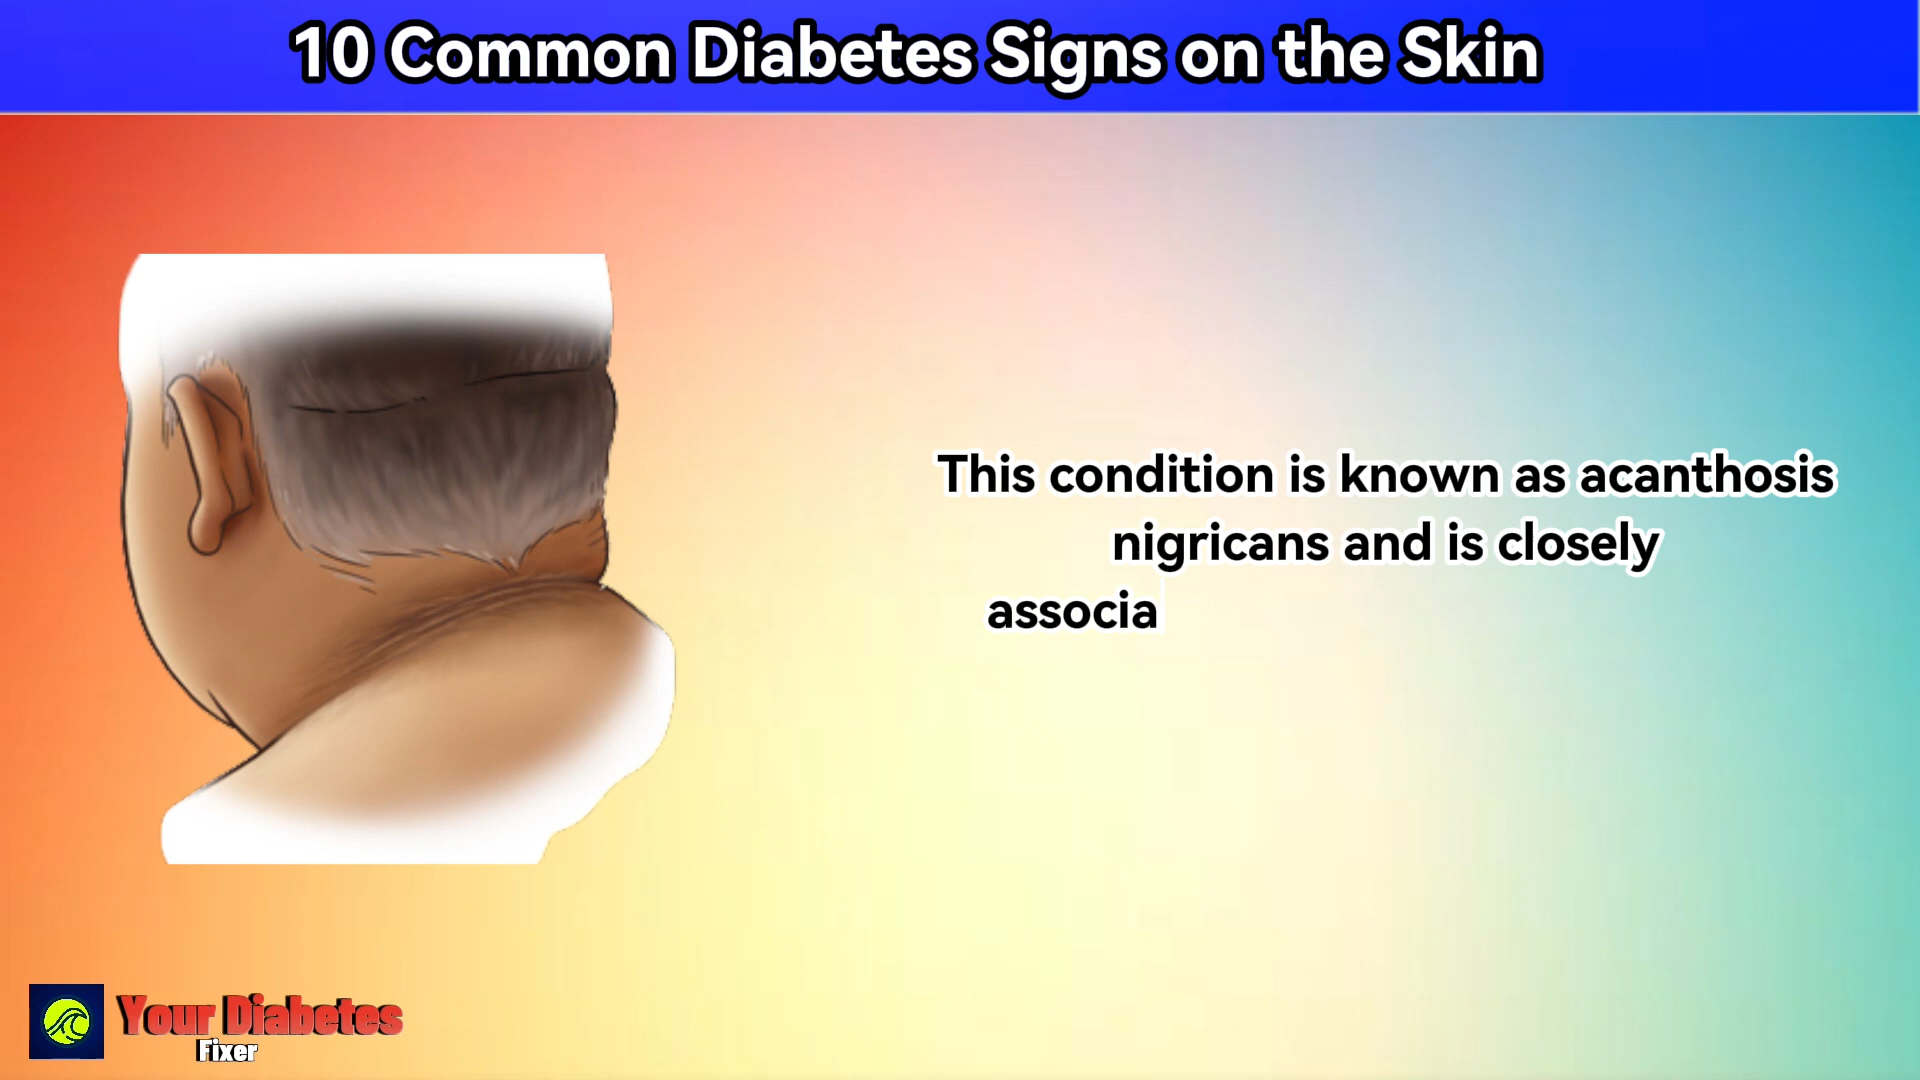 10 Common Diabetes Signs on the Skin
This condition is known as acanthosis
nigricans and is closely
associa
Your Diabetes
Fixer